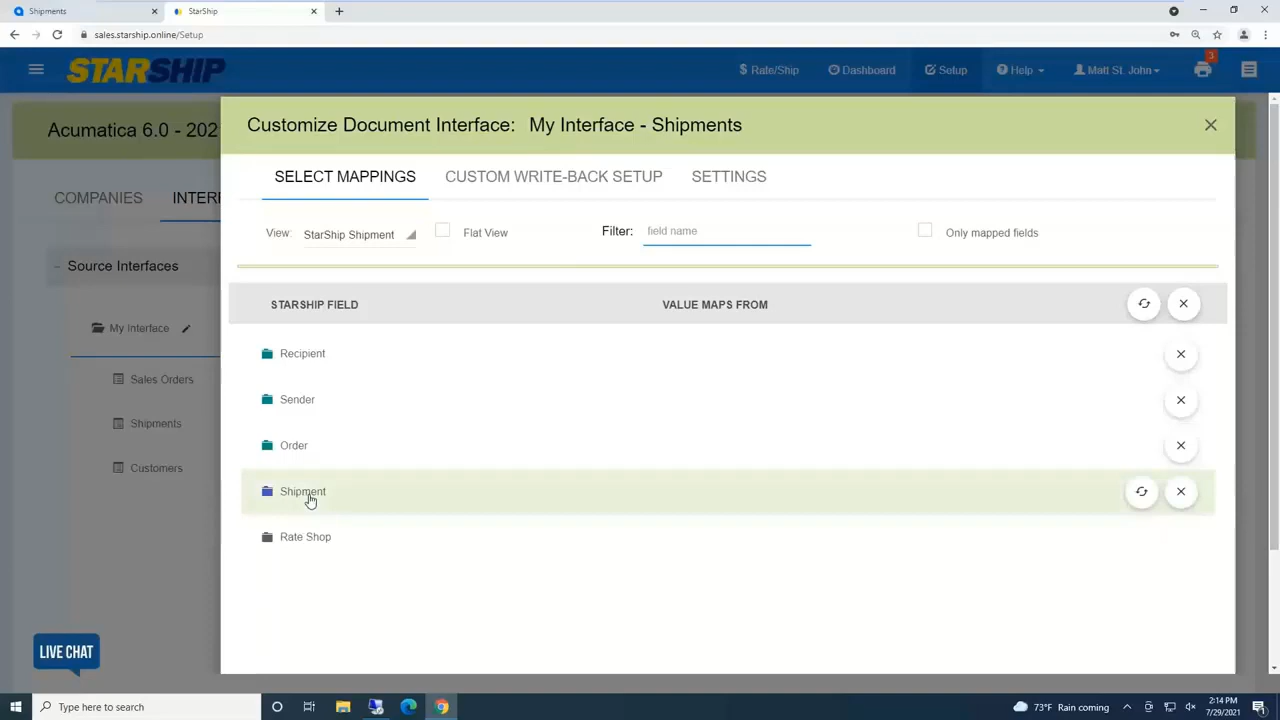 Shipments
StarShip
sales.starship.online/Setup
STARSHIP
$ Rate/Ship
Dashboard
Setup
Help
Matt St. John
3
Acumatica 6.0 - 202
Customize Document Interface: My Interface - Shipments
COMPANIES
INTERF
SELECT MAPPINGS
CUSTOM WRITE-BACK SETUP
SETTINGS
View:
StarShip Shipment
Flat View
Filter:
field name
Only mapped fields
Source Interfaces
STARSHIP FIELD
VALUE MAPS FROM
My Interface
Recipient
Sales Orders
Sender
Shipments
Order
Customers
Shipment
Rate Shop
LIVE CHAT
Type here to search
73°F Rain coming
2:14 PM
7/29/2021
1